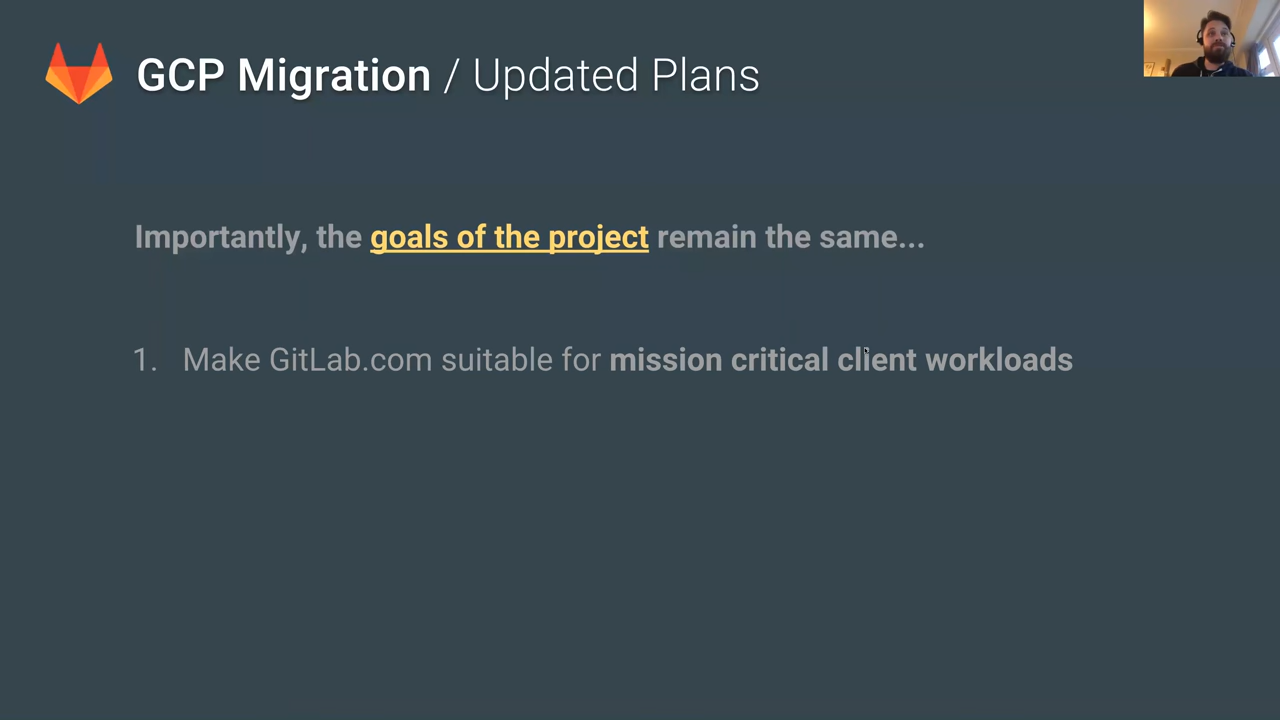 GCP Migration / Updated Plans
Importantly, the goals of the project remain the same...
1. Make GitLab.com suitable for mission critical client workloads